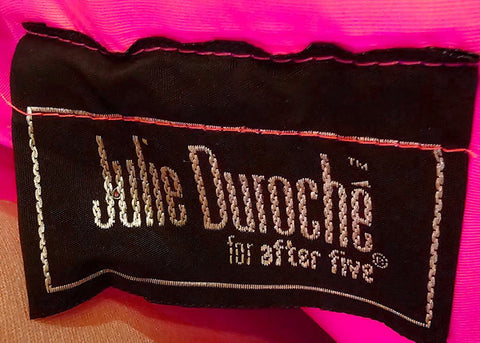 Julie Duroché™
for after five®